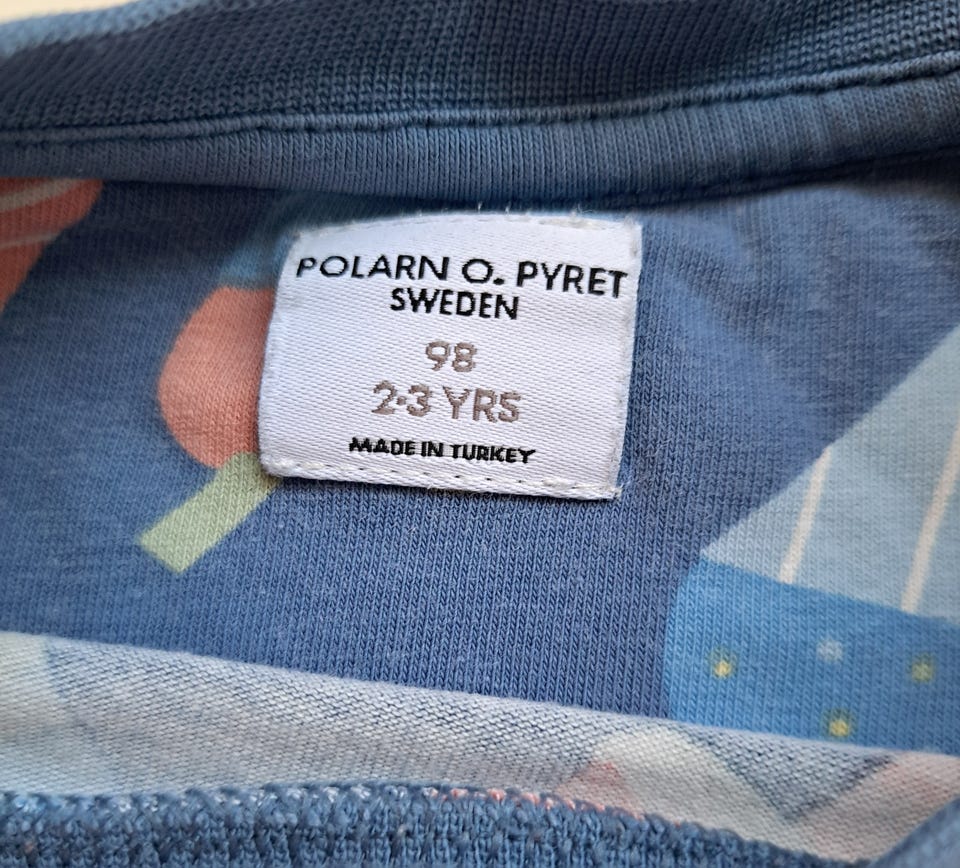 POLARN O. PYRET
SWEDEN
98
2-3 YRS
MADE IN TURKEY